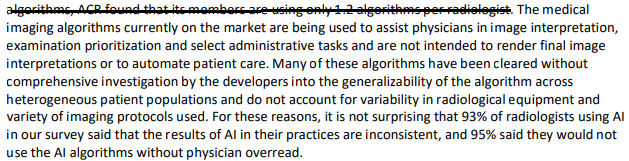 algorithms, ACR found that its members are using only 1.2 algorithms per radiologist. The medical
imaging algorithms currently on the market are being used to assist physicians in image interpretation,
examination prioritization and select administrative tasks and are not intended to render final image
interpretations or to automate patient care. Many of these algorithms have been cleared without
comprehensive investigation by the developers into the generalizability of the algorithm across
heterogeneous patient populations and do not account for variability in radiological equipment and
variety of imaging protocols used. For these reasons, it is not surprising that 93% of radiologists using AI
in our survey said that the results of AI in their practices are inconsistent, and 95% said they would not
use the AI algorithms without physician overread.